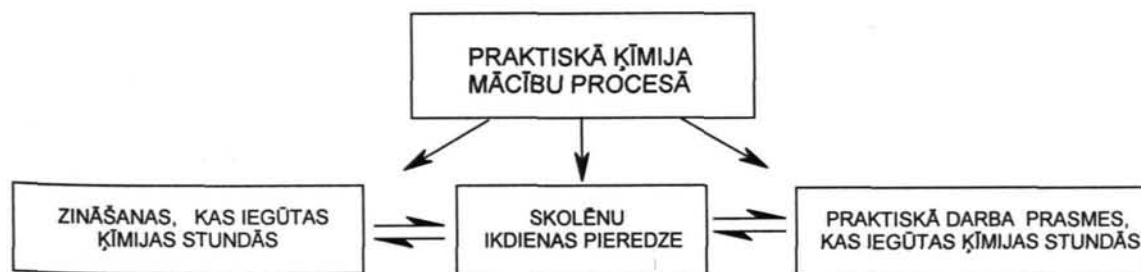 PRAKTISKĀ ĶĪMIJA
MĀCĪBU PROCESĀ
ZINĀŠANAS, KAS IEGŪTAS
ĶĪMIJAS STUNDĀS
SKOLĒNU
IKDIENAS PIEREDZE
PRAKTISKĀ DARBA PRASMES,
KAS IEGŪTAS ĶĪMIJAS STUNDĀS